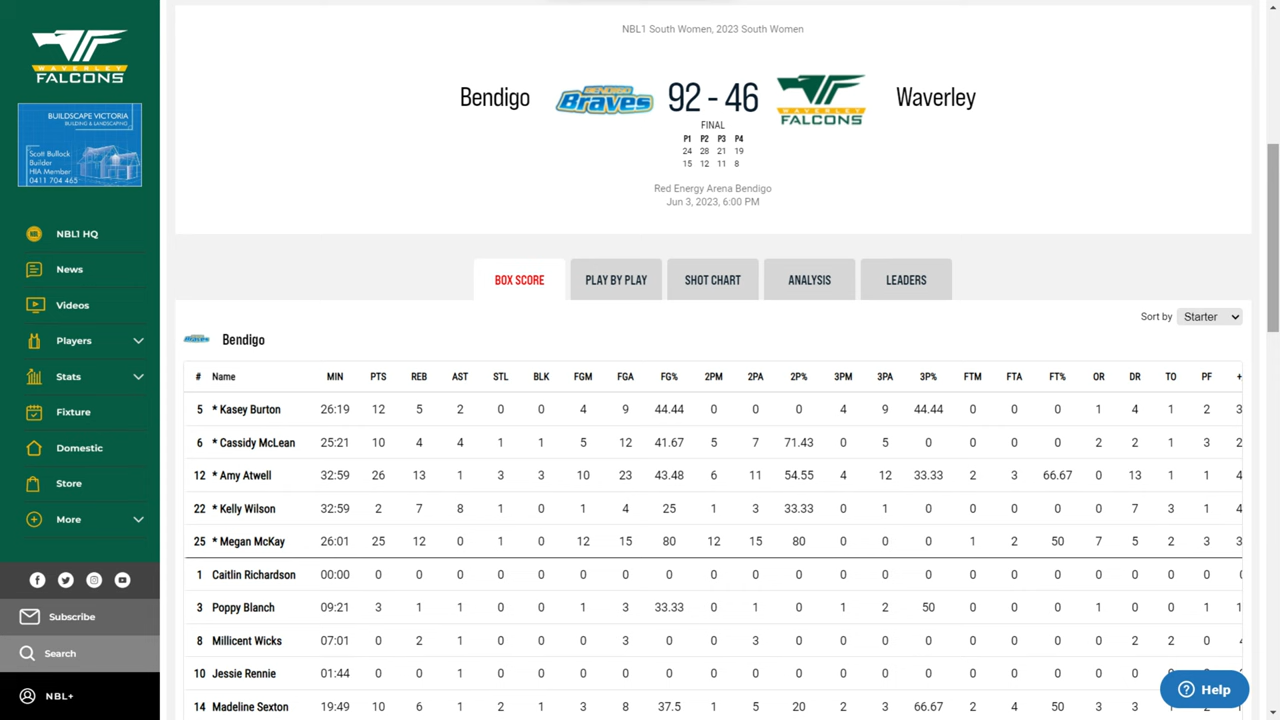 WAVERLEY
FALCONS
BUILDSCAPE VICTORIA
BUILDING & LANDSCAPING
Scott Bullock
Builder
HIA Member
0411 704 465
NBL1 HQ
News
Videos
Players
Stats
Fixture
Domestic
Store
More
Subscribe
Search
NBL+
NBL1 South Women, 2023 South Women
Bendigo BENDIGO Braves 92 - 46 WAVERLEY FALCONS Waverley
FINAL
P1 P2 P3 P4
24 28 21 19
15 12 11 8
Red Energy Arena Bendigo
Jun 3, 2023, 6:00 PM
BOX SCORE PLAY BY PLAY SHOT CHART ANALYSIS LEADERS
Sort by Starter
Braves Bendigo
# Name MIN PTS REB AST STL BLK FGM FGA FG% 2PM 2PA 2P% 3PM 3PA 3P% FTM FTA FT% OR DR TO PF +
5 * Kasey Burton 26:19 12 5 2 0 0 4 9 44.44 0 0 0 4 9 44.44 0 0 0 1 4 1 2 3
6 * Cassidy McLean 25:21 10 4 4 1 1 5 12 41.67 5 7 71.43 0 5 0 0 0 0 2 2 1 3 2
12 * Amy Atwell 32:59 26 13 1 3 3 10 23 43.48 6 11 54.55 4 12 33.33 2 3 66.67 0 13 1 1 4
22 * Kelly Wilson 32:59 2 7 8 1 0 1 4 25 1 3 33.33 0 1 0 0 0 0 0 7 3 1 4
25 * Megan McKay 26:01 25 12 0 1 0 12 15 80 12 15 80 0 0 0 1 2 50 7 5 2 3 3
1 Caitlin Richardson 00:00 0 0 0 0 0 0 0 0 0 0 0 0 0 0 0 0 0 0 0 0 0
3 Poppy Blanch 09:21 3 1 1 0 0 1 3 33.33 0 1 0 1 2 50 0 0 0 1 0 0 1 1
8 Millicent Wicks 07:01 0 2 1 0 0 0 3 0 0 3 0 0 0 0 0 0 0 0 2 2 0
10 Jessie Rennie 01:44 0 0 1 0 0 0 0 0 0 0 0 0 0 0 0 0 0 0 0
14 Madeline Sexton 19:49 10 6 1 2 1 3 8 37.5 1 5 20 2 3 66.67 2 4 50 3 3
Help